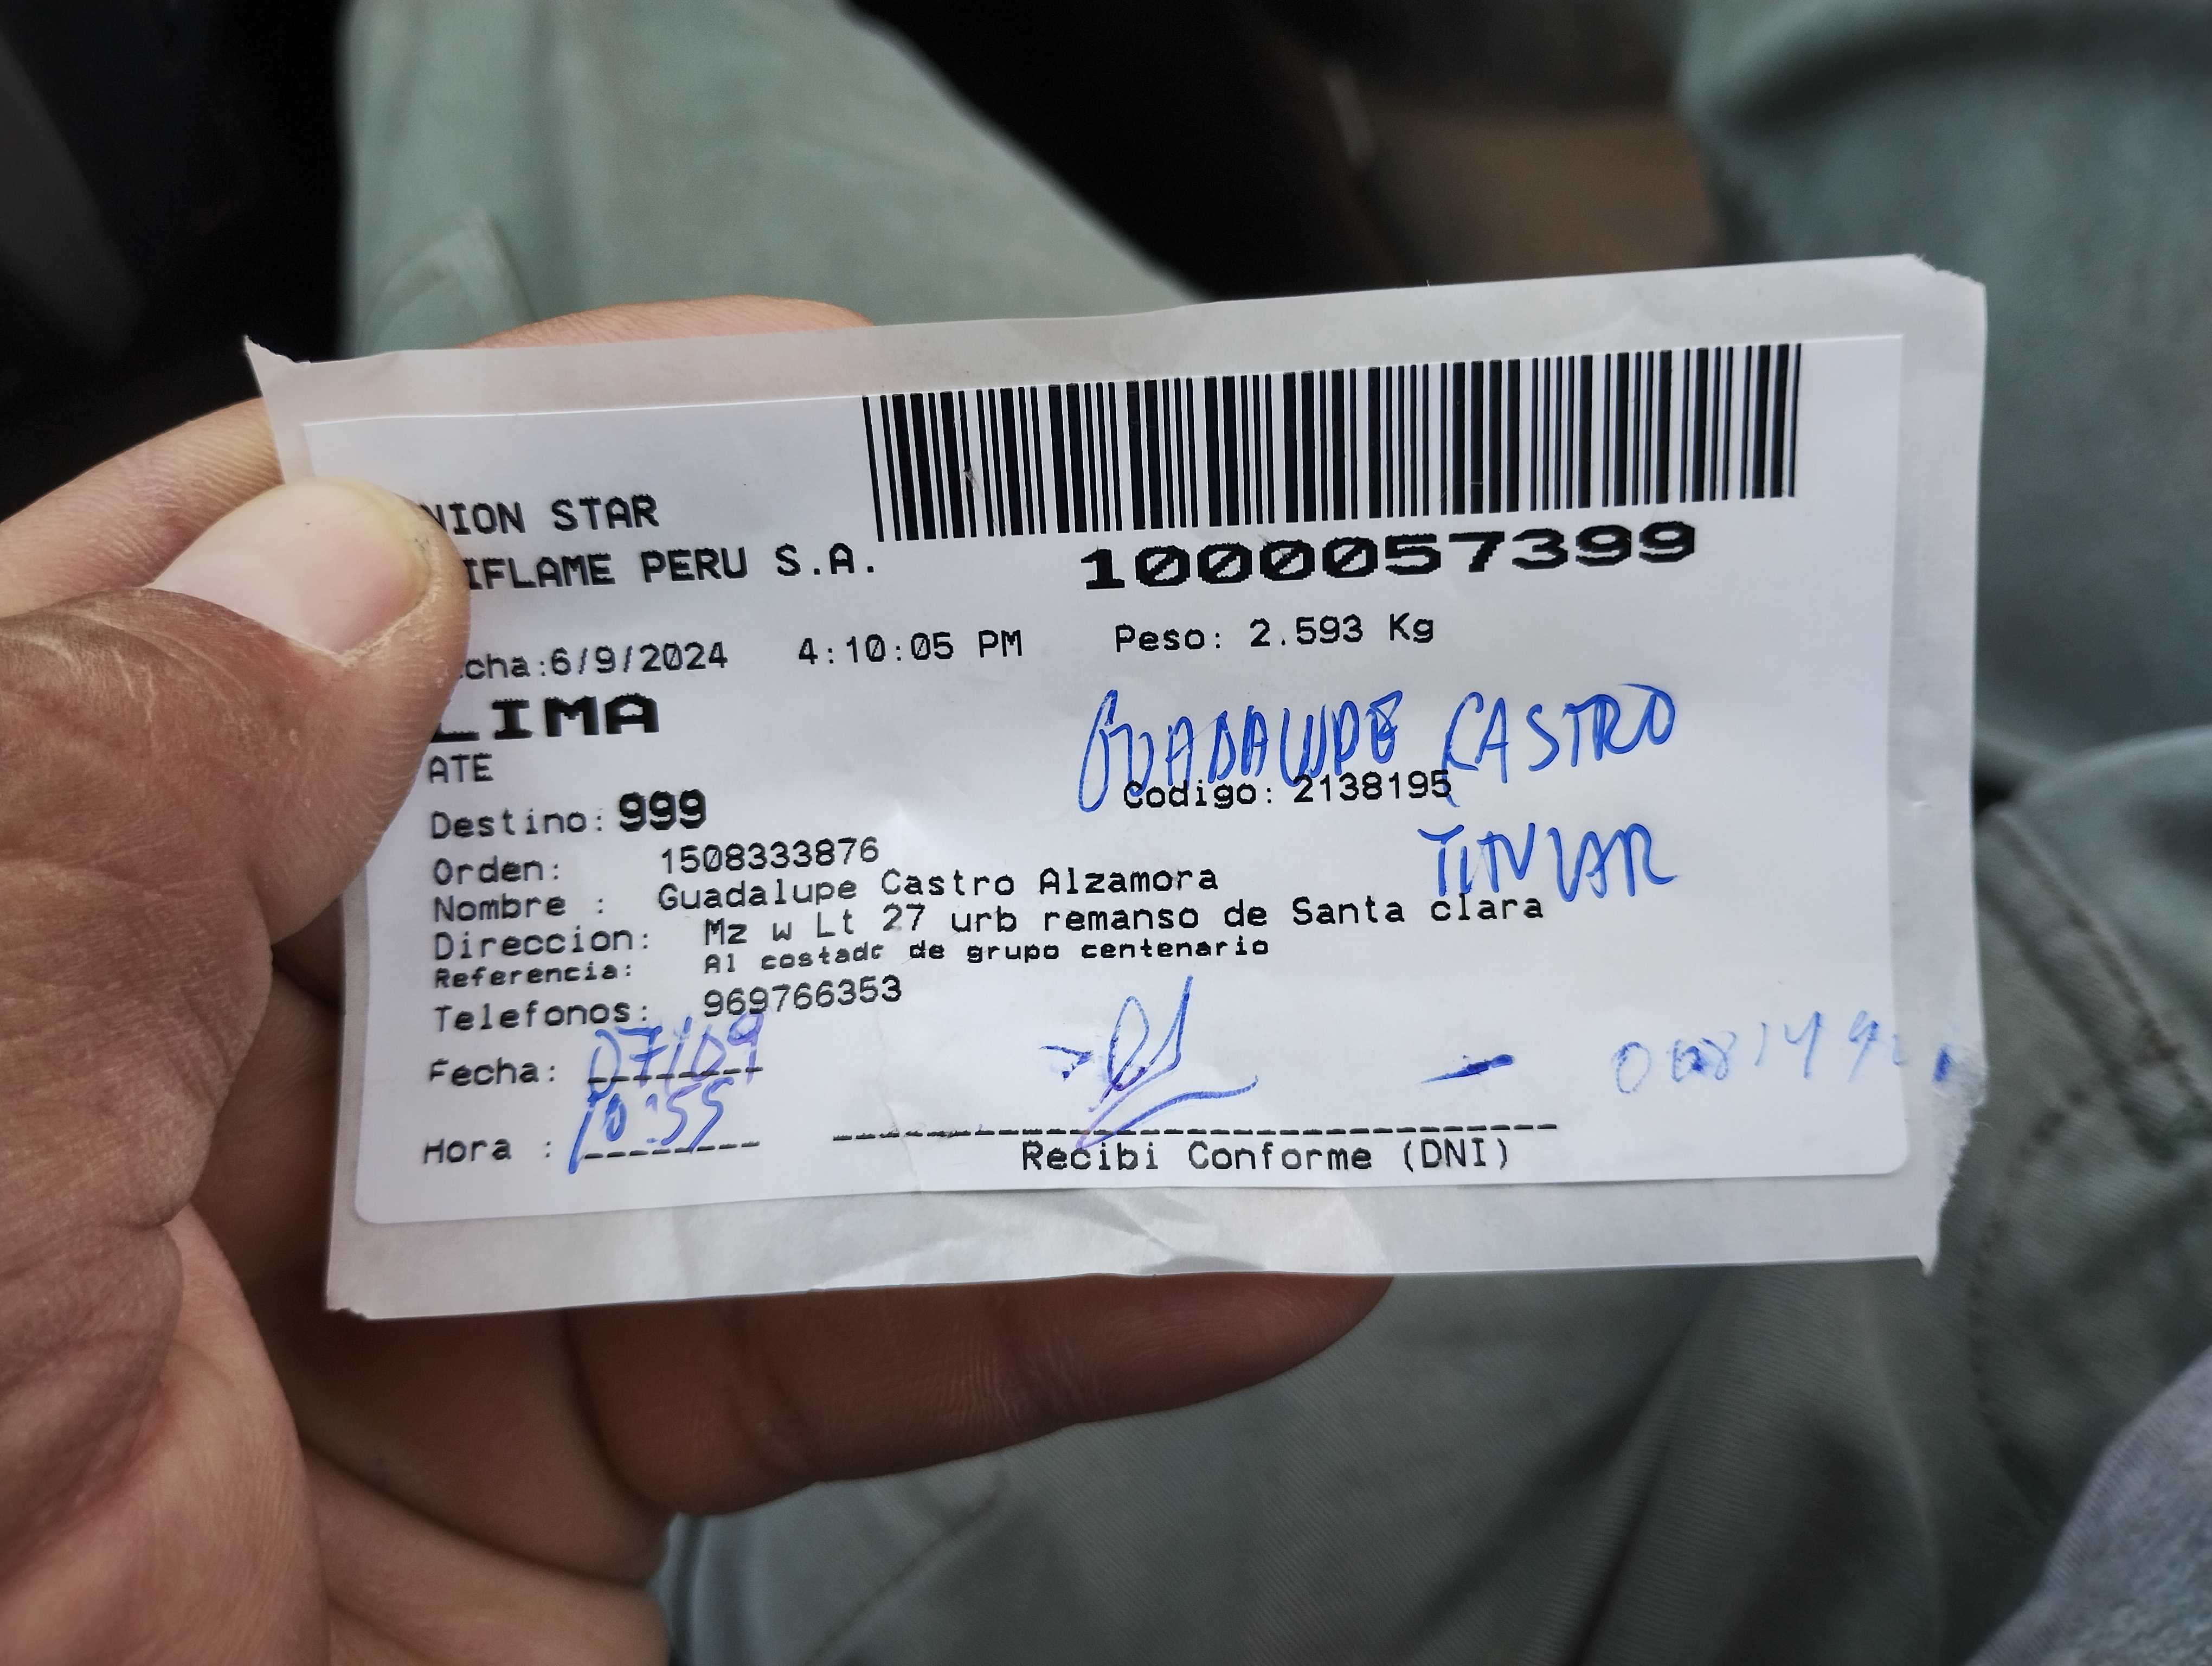 NION STAR
IFLAME PERU S.A.
1000057399
cha:6/9/2024 4:10:05 PM Peso: 2.593 Kg
LIMA
ATE
GUADALUPE CASTRO
Codigo: 2138195
Destino: 999
TITULAR
Orden: 1508333876
Nombre : Guadalupe Castro Alzamora
Direccion: Mz w Lt 27 urb remanso de Santa clara
Referencia: Al costado de grupo centenario
Telefonos: 969766353
Fecha: 07/09
Hora : 10:55
Recibi Conforme (DNI)